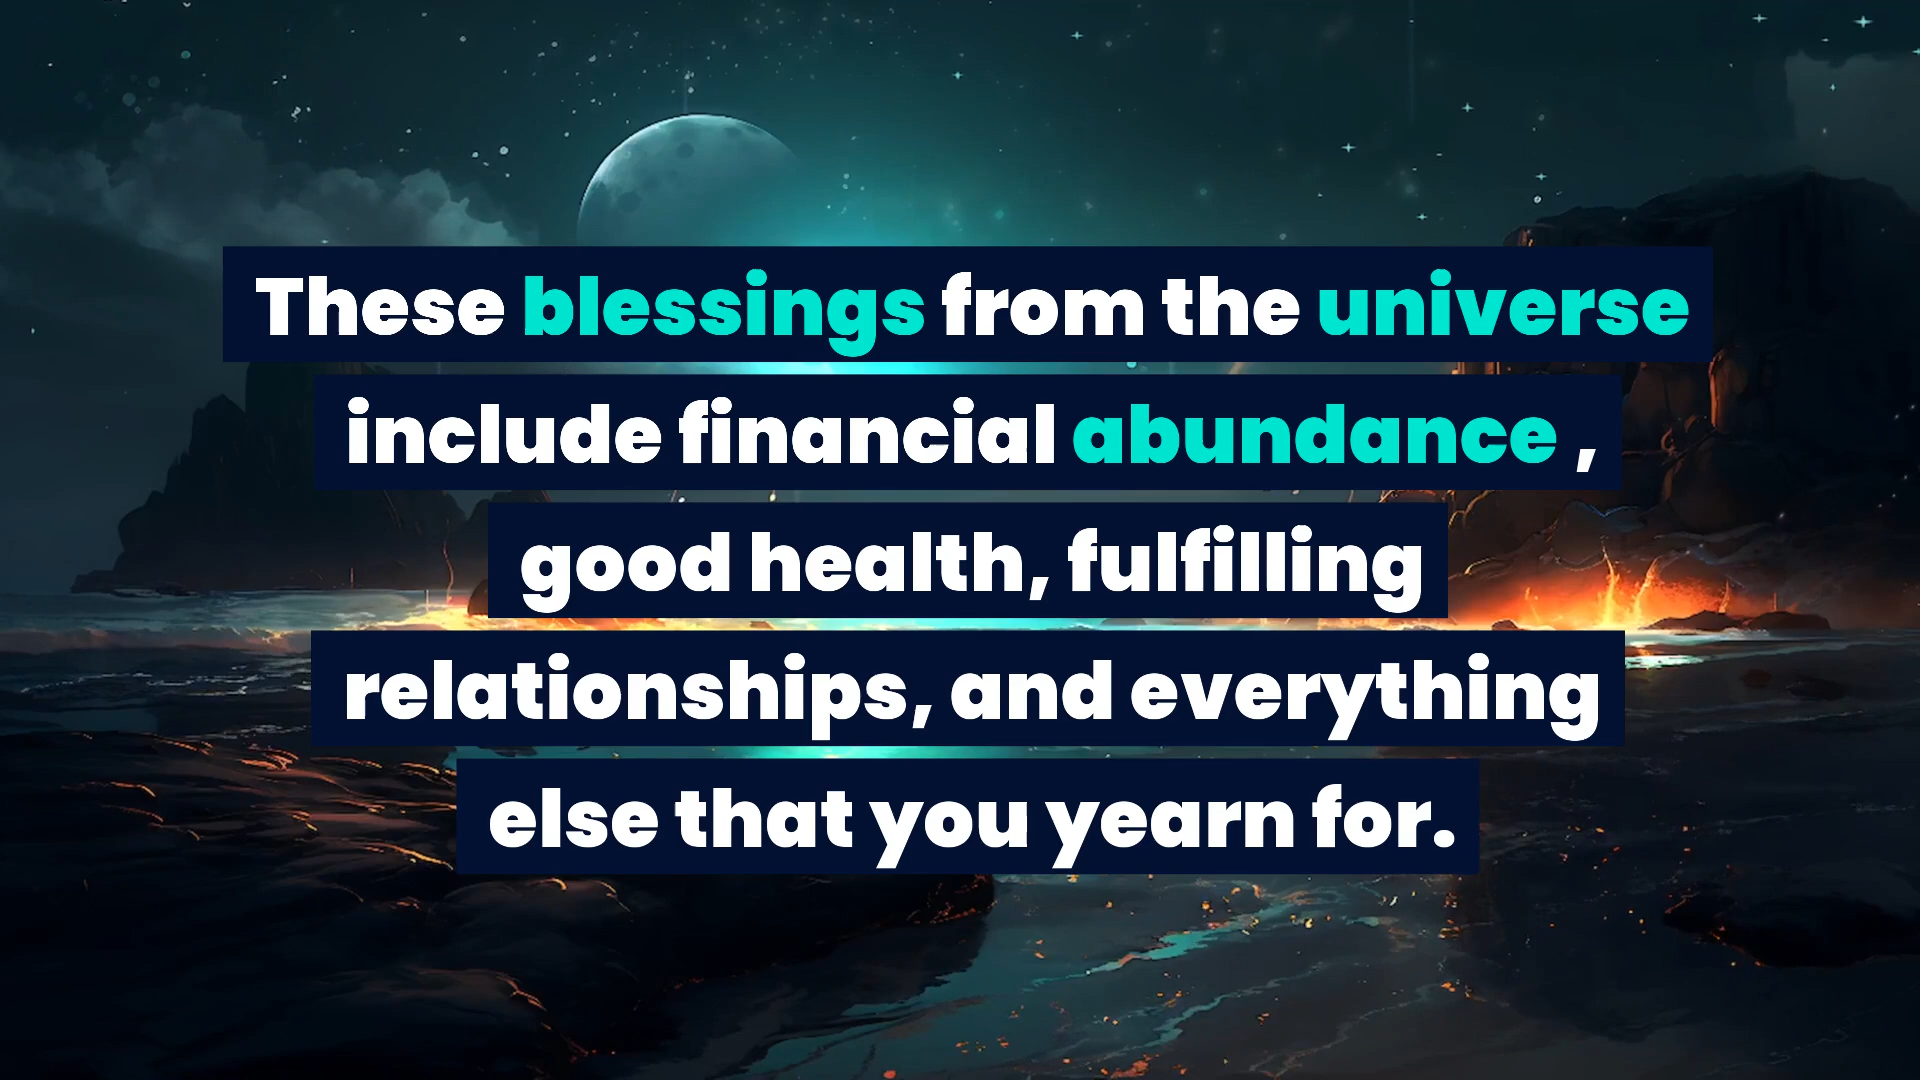 These blessings from the universe
include financial abundance ,
good health, fulfilling
relationships, and everything
else that you yearn for.